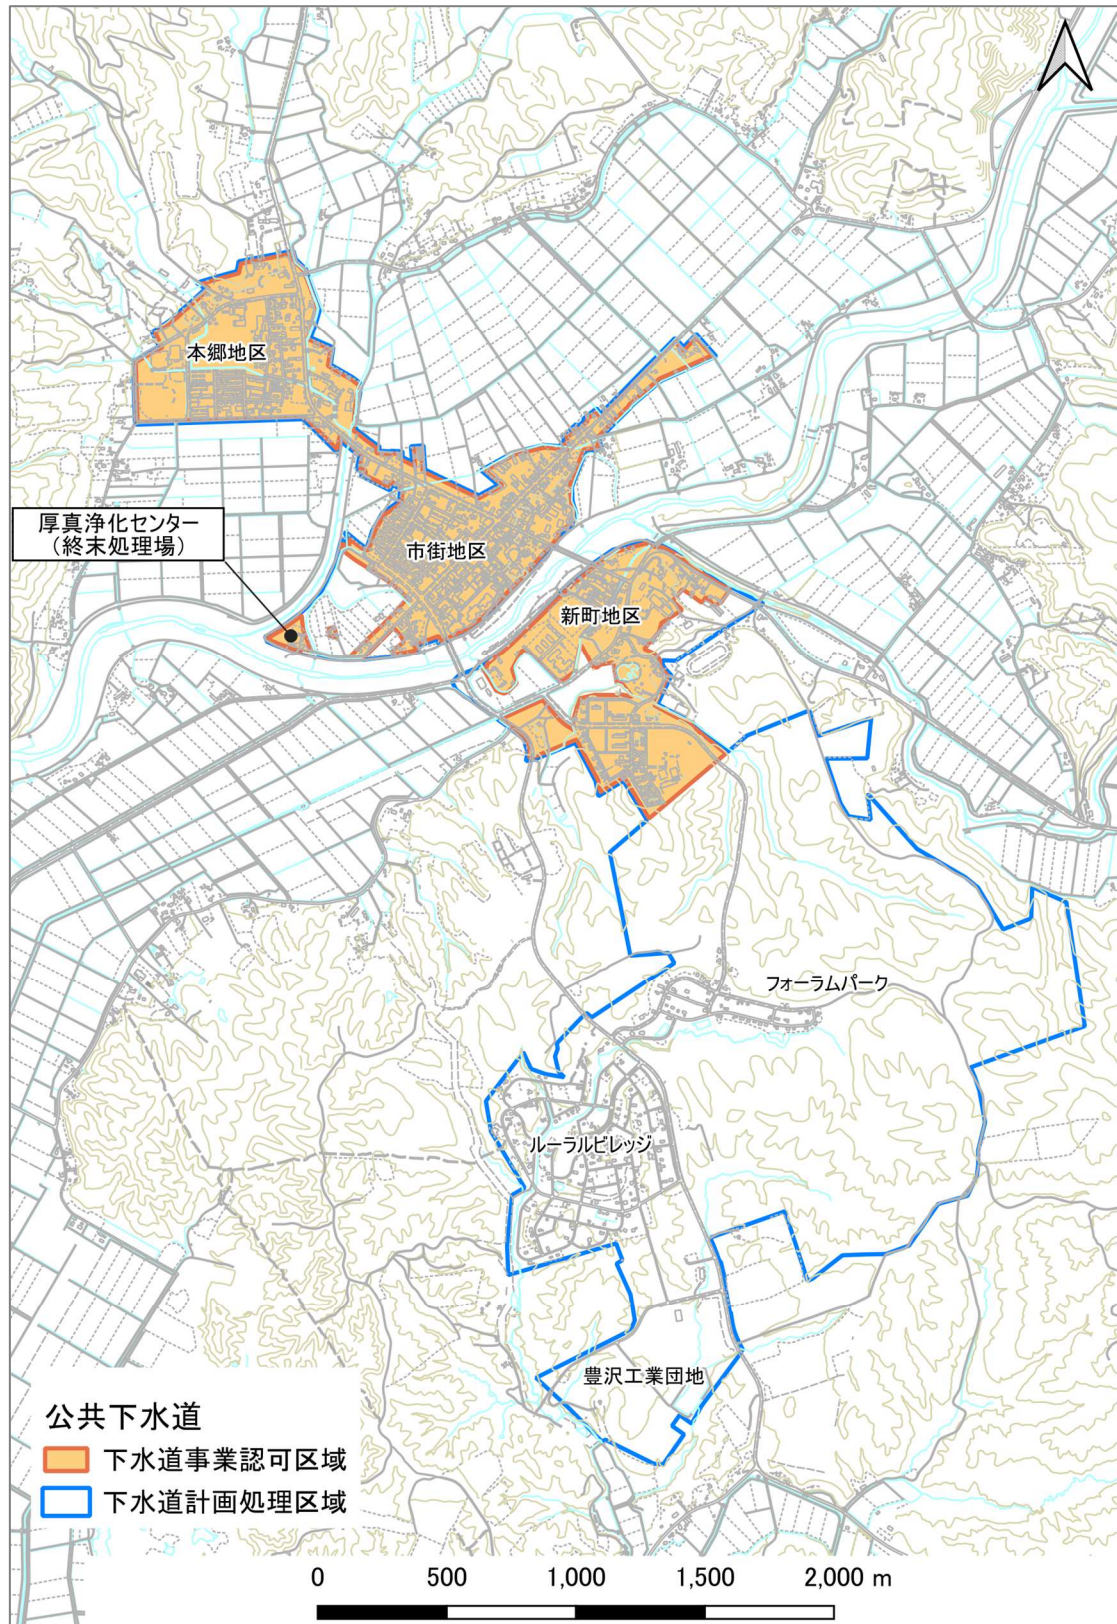 本郷地区
厚真浄化センター
(終末処理場)
市街地区
新町地区
フォーラムパーク
ルーラルビレッジ
豊沢工業団地
公共下水道
下水道事業認可区域
下水道計画処理区域
0 500 1,000 1,500 2,000 m